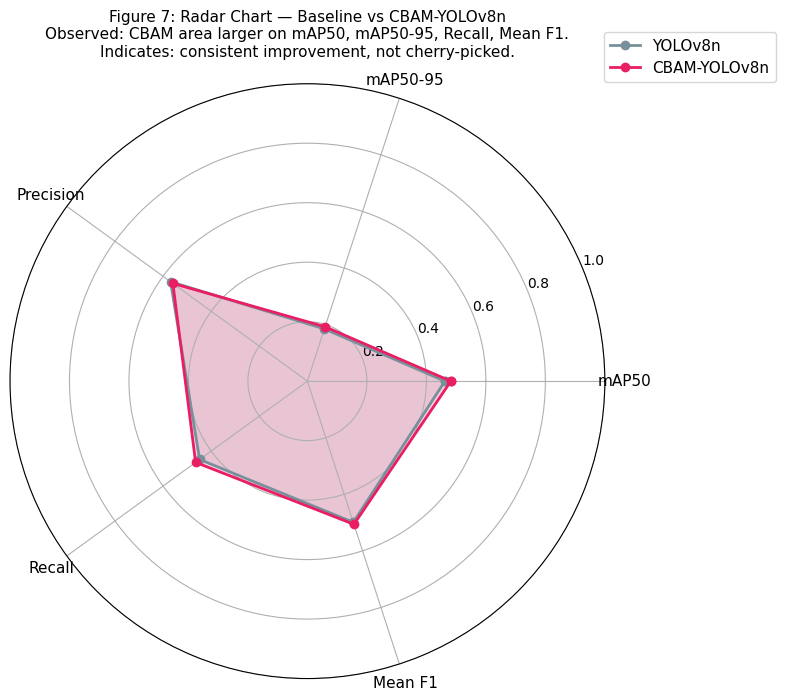 Figure 7: Radar Chart — Baseline vs CBAM-YOLOv8n
Observed: CBAM area larger on mAP50, mAP50-95, Recall, Mean F1.
Indicates: consistent improvement, not cherry-picked.
YOLOv8n
CBAM-YOLOv8n
mAP50-95
Precision
1.0
0.8
0.6
0.4
0.2
mAP50
Recall
Mean F1